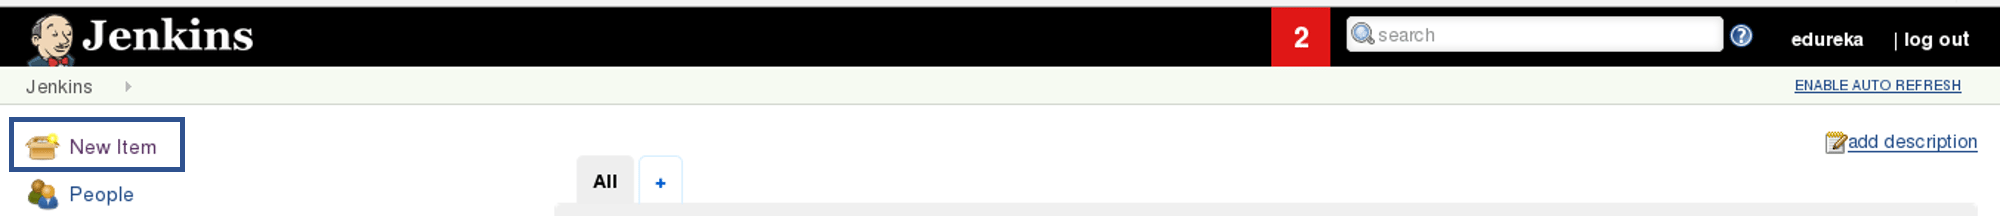 Jenkins 2 search ? edureka | log out
Jenkins ENABLE AUTO REFRESH
New Item add description
All +
People